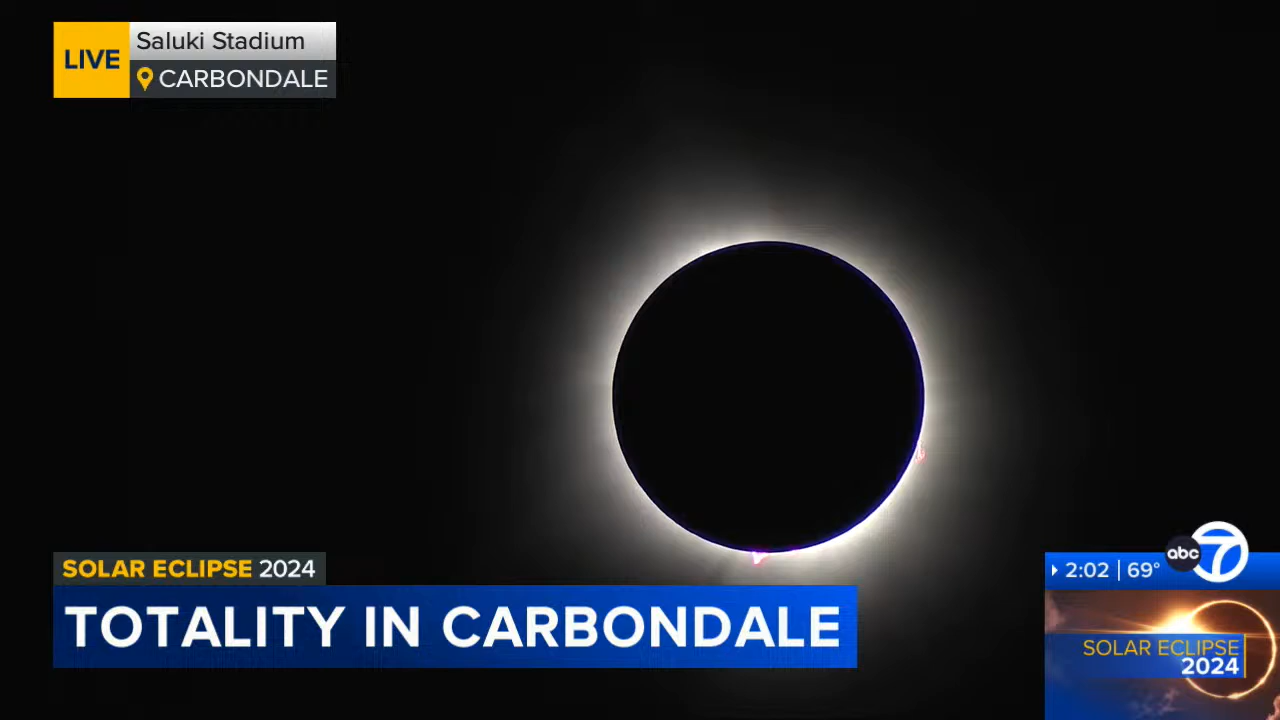 LIVE
Saluki Stadium
CARBONDALE
SOLAR ECLIPSE 2024
TOTALITY IN CARBONDALE
abc 7
2:02 | 69°
SOLAR ECLIPSE
2024